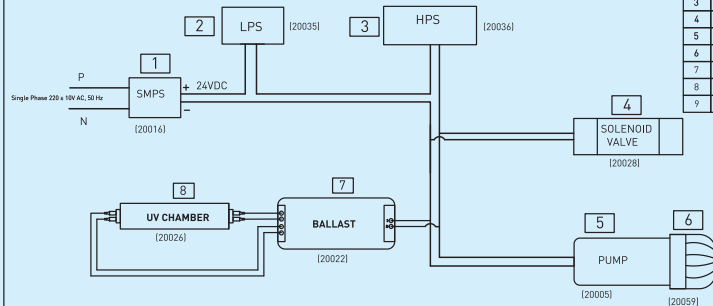 2
LPS
(20035)
3
HPS
(20036)
3
4
5
6
7
8
9
1
P
SMPS
+ 24VDC
Single Phase 220 ± 10V AC, 50 Hz
–
N
(20016)
4
SOLENOID
VALVE
(20028)
8
UV CHAMBER
(20026)
7
BALLAST
(20022)
5
PUMP
(20005)
6
(20059)